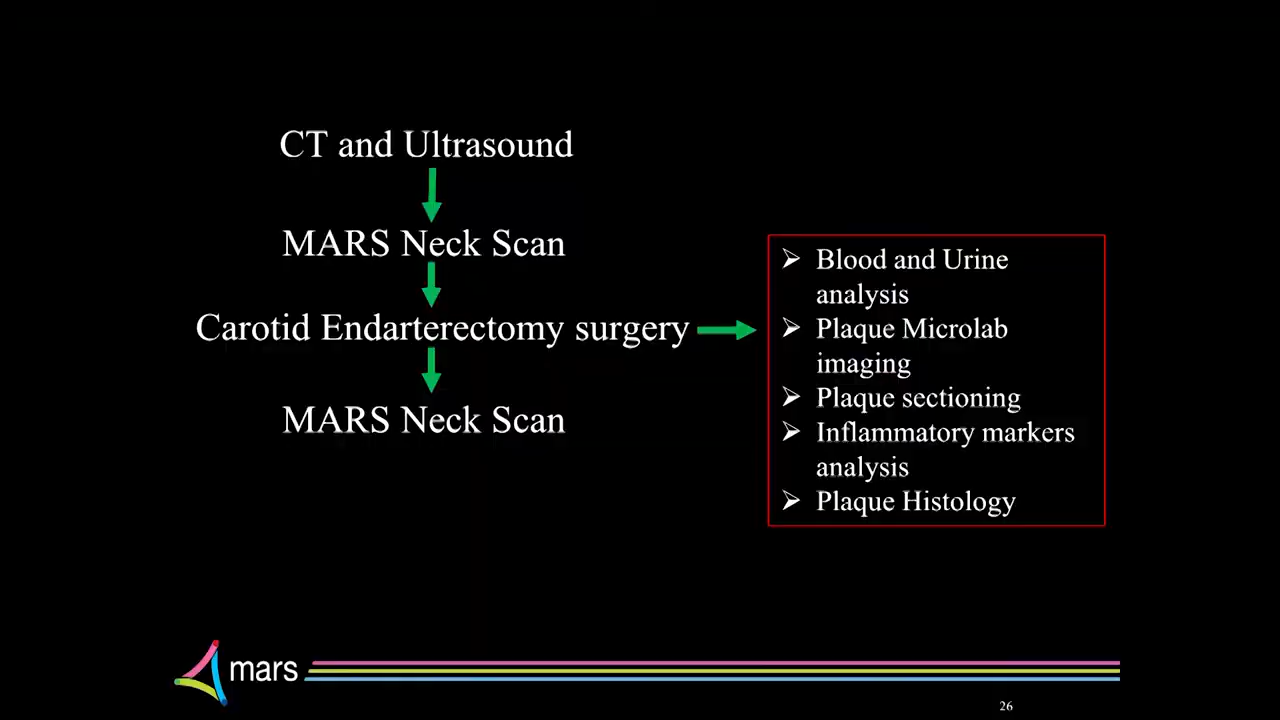 CT and Ultrasound
MARS Neck Scan
Carotid Endarterectomy surgery
MARS Neck Scan
➢ Blood and Urine
analysis
➢ Plaque Microlab
imaging
➢ Plaque sectioning
➢ Inflammatory markers
analysis
➢ Plaque Histology
mars
26